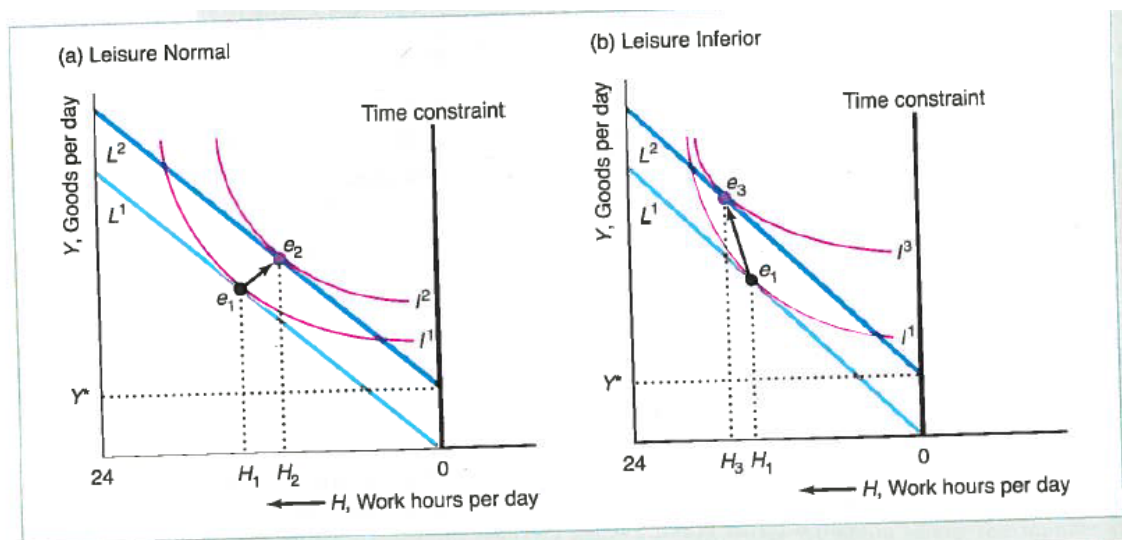 (a) Leisure Normal
Y, Goods per day
Time constraint
L²
L¹
e₂
e₁
I²
I¹
Y*
24
H₁
H₂
0
H, Work hours per day
(b) Leisure Inferior
Y, Goods per day
Time constraint
L²
L¹
e₃
e₁
I³
I¹
Y*
24
H₃
H₁
0
H, Work hours per day